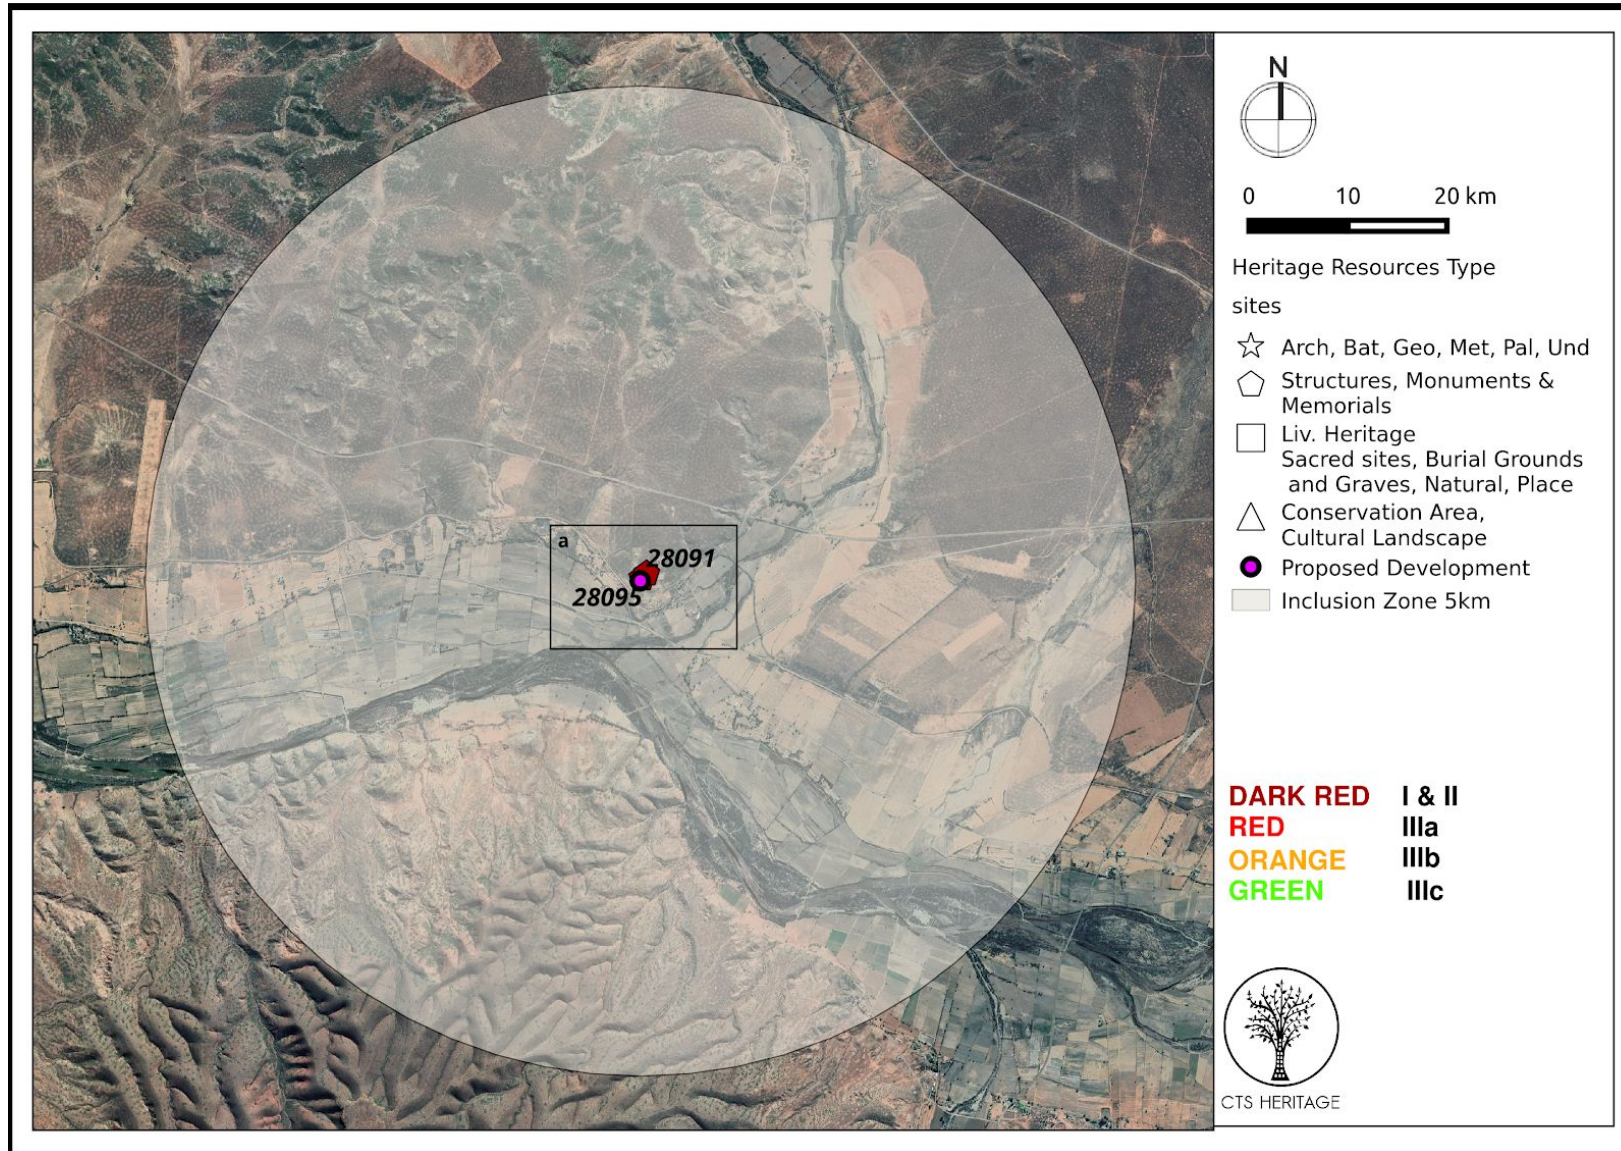 a
28091
28095
N
0 10 20 km
Heritage Resources Type
sites
Arch, Bat, Geo, Met, Pal, Und
Structures, Monuments &
Memorials
Liv. Heritage
Sacred sites, Burial Grounds
and Graves, Natural, Place
Conservation Area,
Cultural Landscape
Proposed Development
Inclusion Zone 5km
DARK RED I & II
RED IIIa
ORANGE IIIb
GREEN IIIc
CTS HERITAGE